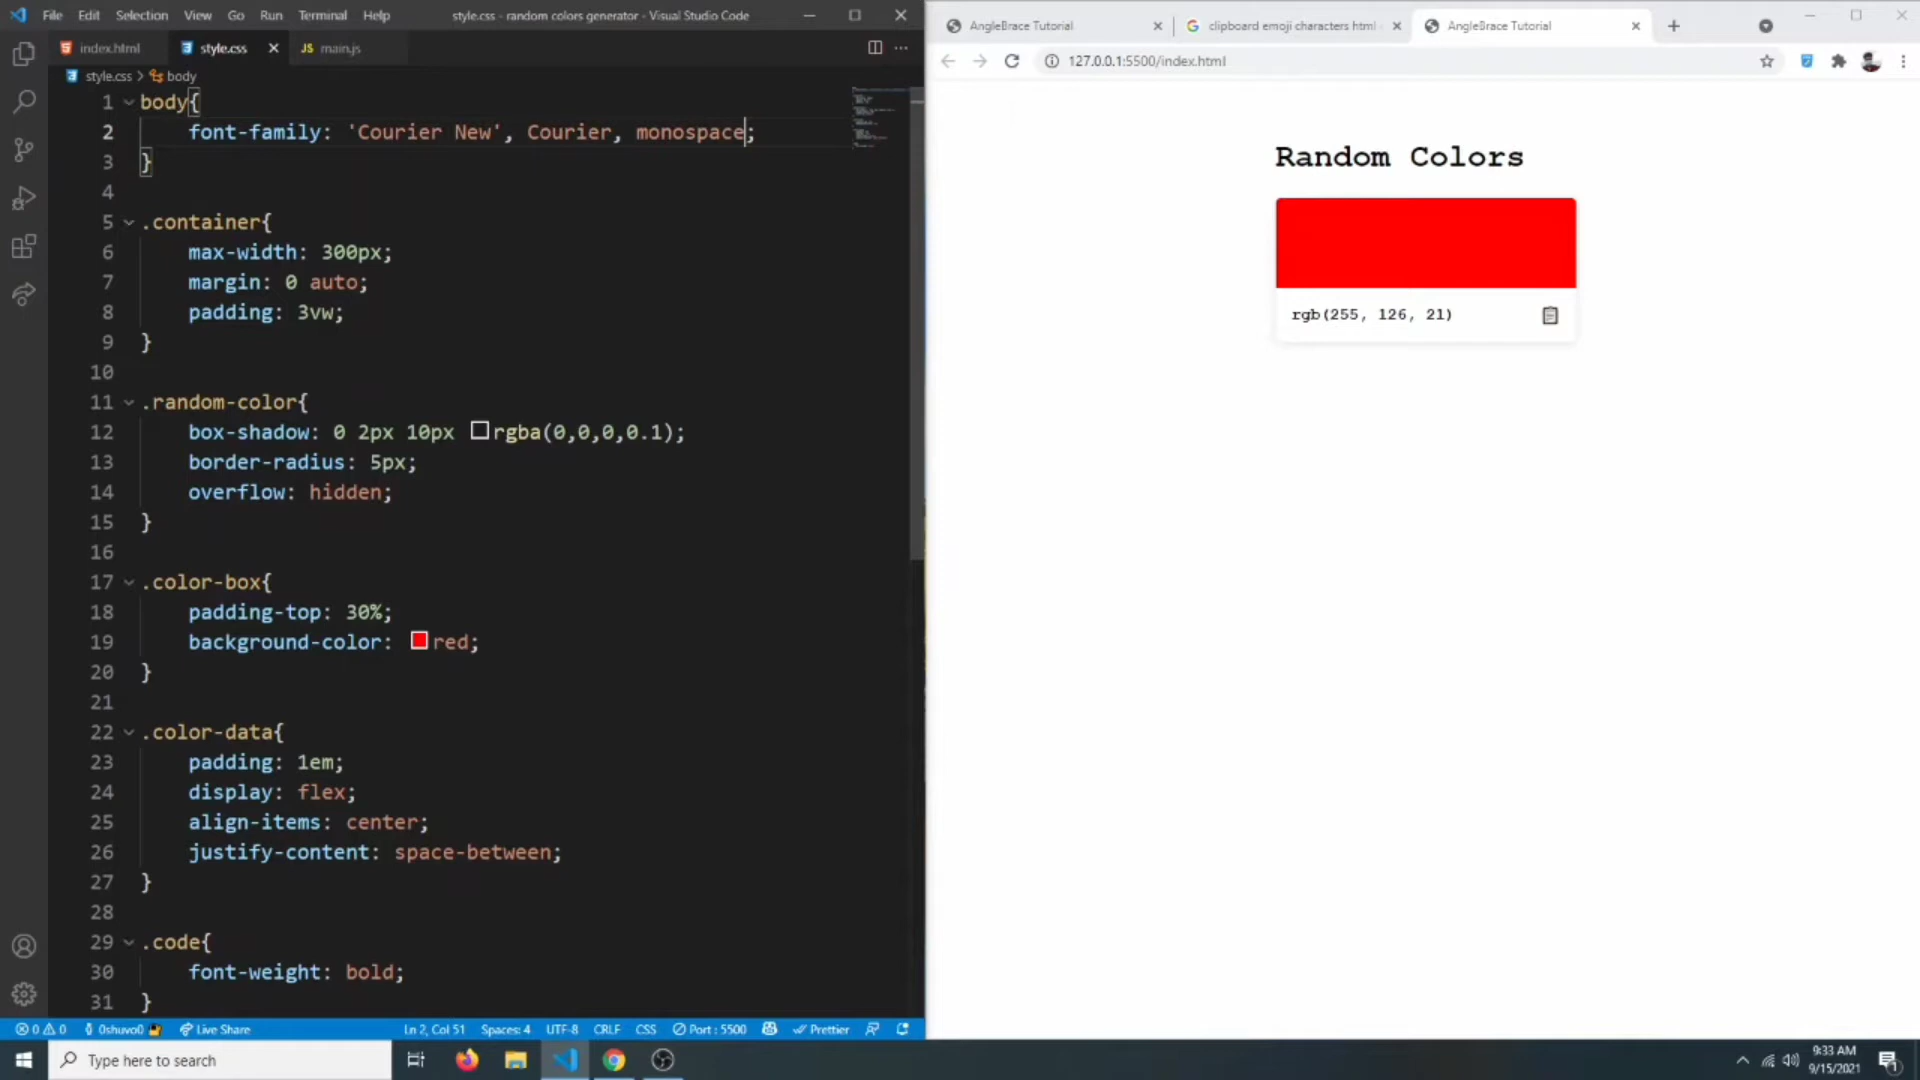 File Edit Selection View Go Run Terminal Help
style.css - random colors generator - Visual Studio Code
index.html
style.css
JS main.js
style.css > body
1 body{
2 font-family: 'Courier New', Courier, monospace;
3 }
4
5 .container{
6 max-width: 300px;
7 margin: 0 auto;
8 padding: 3vw;
9 }
10
11 .random-color{
12 box-shadow: 0 2px 10px rgba(0,0,0,0.1);
13 border-radius: 5px;
14 overflow: hidden;
15 }
16
17 .color-box{
18 padding-top: 30%;
19 background-color: red;
20 }
21
22 .color-data{
23 padding: 1em;
24 display: flex;
25 align-items: center;
26 justify-content: space-between;
27 }
28
29 .code{
30 font-weight: bold;
31 }
0 0 0shuvo0 Live Share
Ln 2, Col 51 Spaces: 4 UTF-8 CRLF CSS Port : 5500 Prettier
AngleBrace Tutorial
clipboard emoji characters html
AngleBrace Tutorial
127.0.0.1:5500/index.html
Random Colors
rgb(255, 126, 21)
Type here to search
9:33 AM
9/15/2021
1